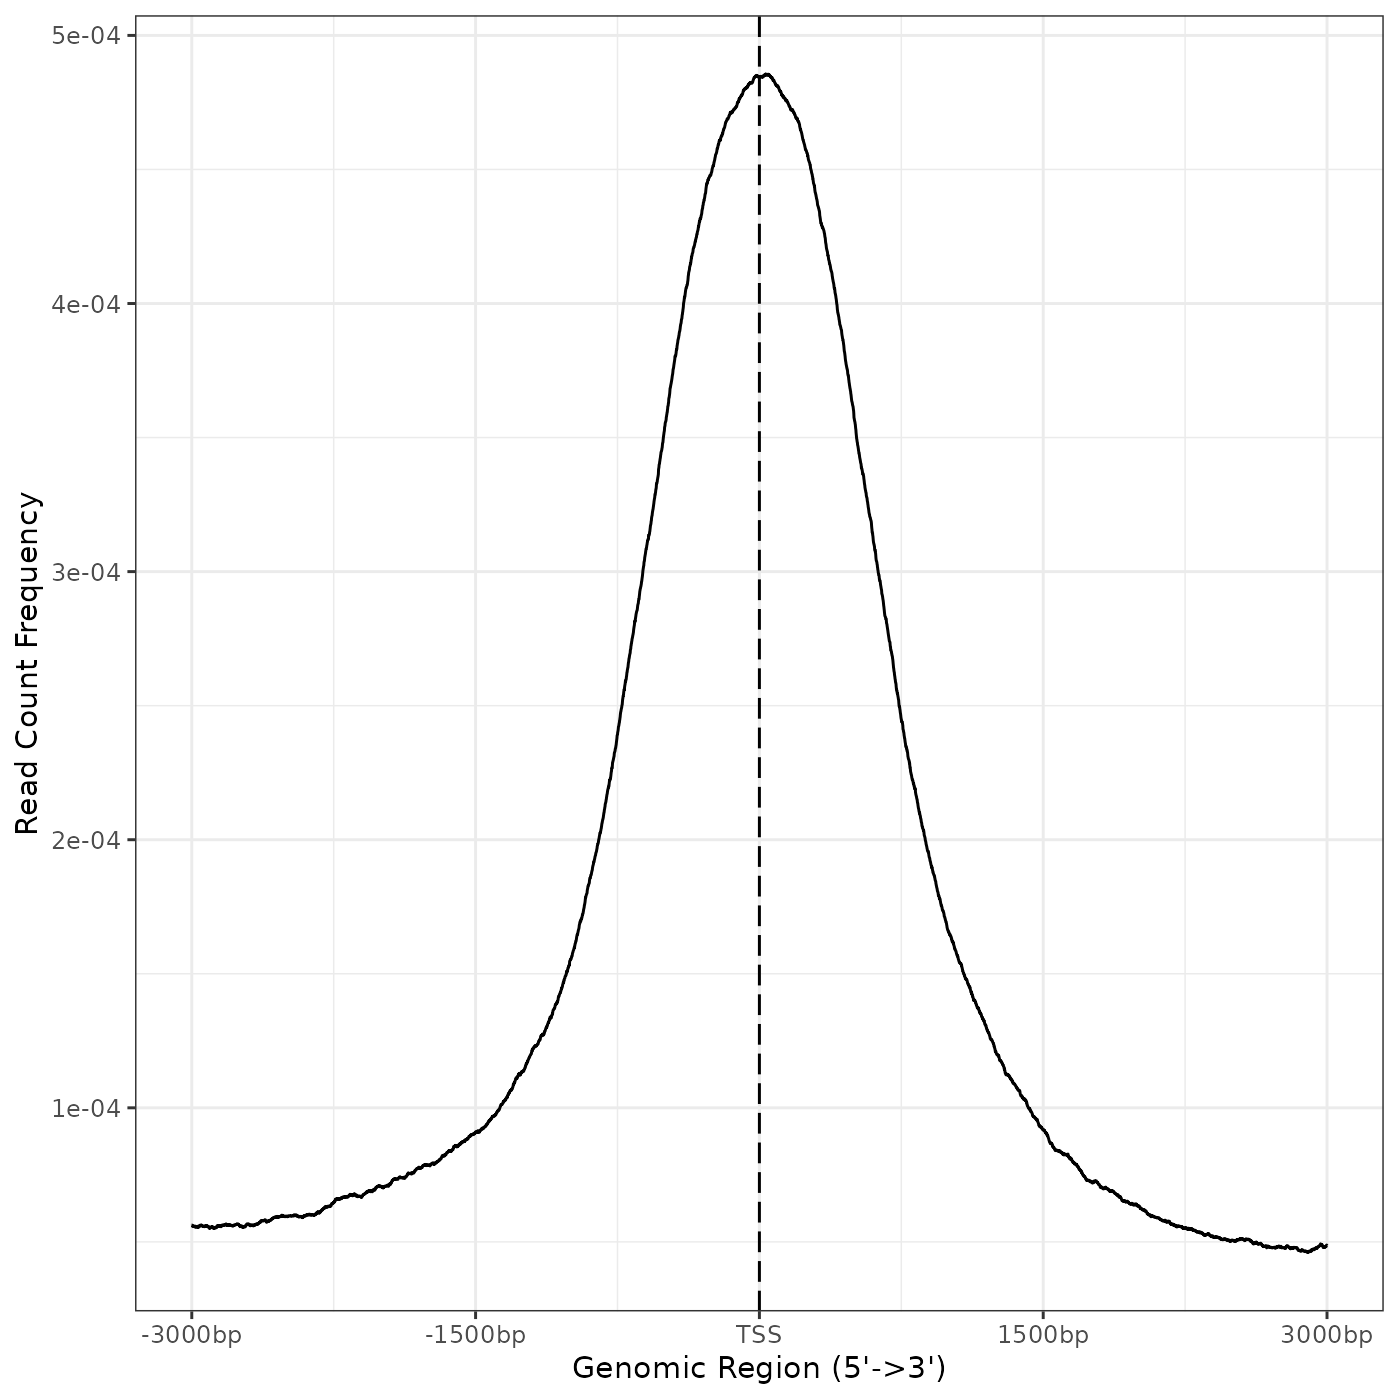 5e-04
4e-04
3e-04
2e-04
1e-04
Read Count Frequency
-3000bp -1500bp TSS 1500bp 3000bp
Genomic Region (5'->3')